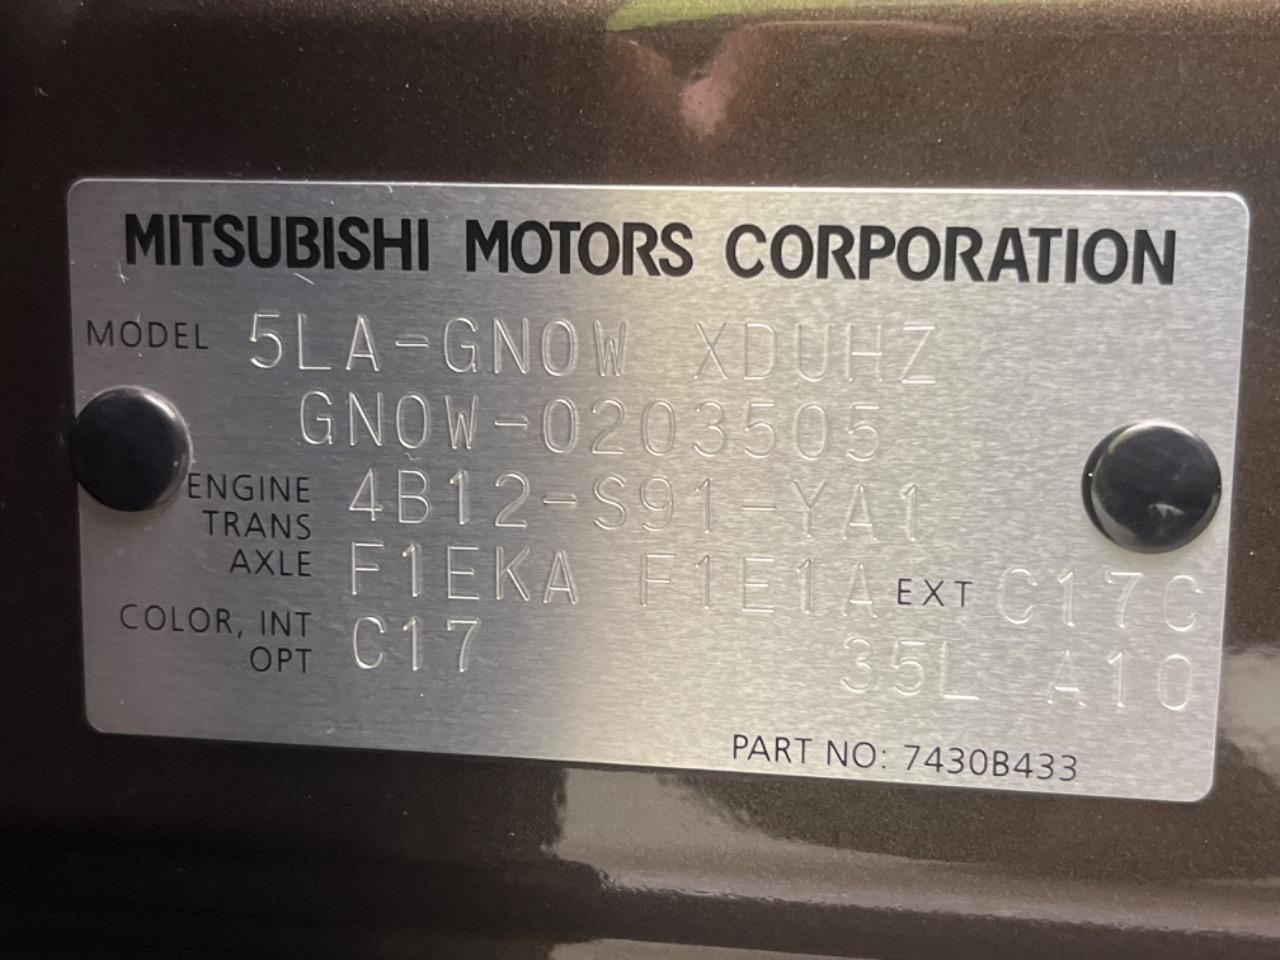 MITSUBISHI MOTORS CORPORATION
MODEL 5LA-GN0W XDUHZ
GN0W-0203505
ENGINE 4B12-S91-YA1
TRANS
AXLE F1EKA F1E1A EXT C17C
COLOR, INT C17
OPT 35L A10
PART NO: 7430B433